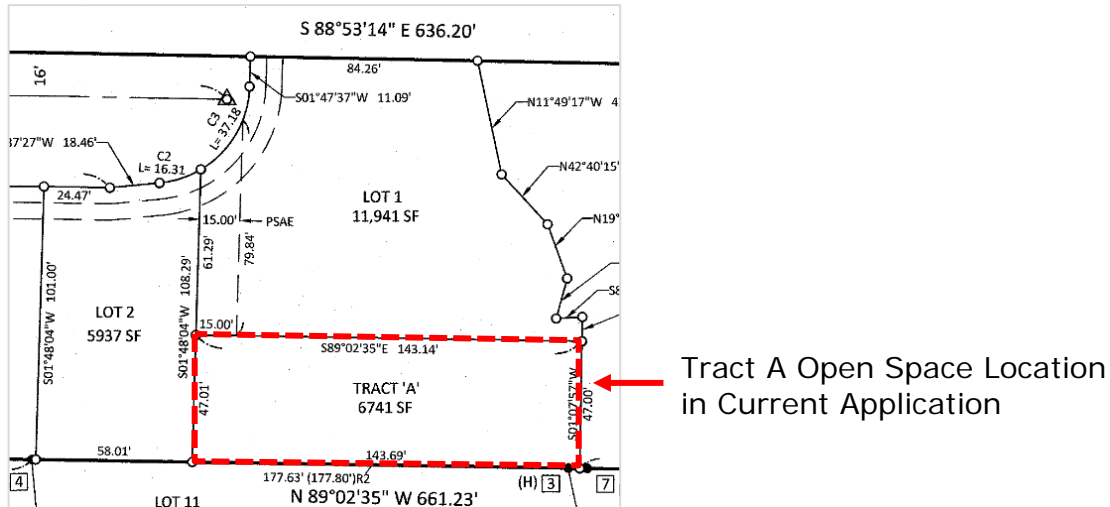 S 88°53'14" E 636.20'
84.26'
16'
S01°47'37"W 11.09'
C3
L= 37.18
N11°49'17"W 4
37'27"W 18.46'
C2
L= 16.31
N42°40'15"
24.47'
LOT 1
11,941 SF
N19°
15.00'
PSAE
61.29'
79.84'
S01°48'04"W 101.00'
S01°48'04"W 108.29'
S8
LOT 2
5937 SF
15.00'
S89°02'35"E 143.14'
TRACT 'A'
6741 SF
47.01'
S01°07'57"W
47.00'
Tract A Open Space Location
in Current Application
58.01'
143.69'
177.63' (177.80')R2
4
(H) 3
7
LOT 11
N 89°02'35" W 661.23'